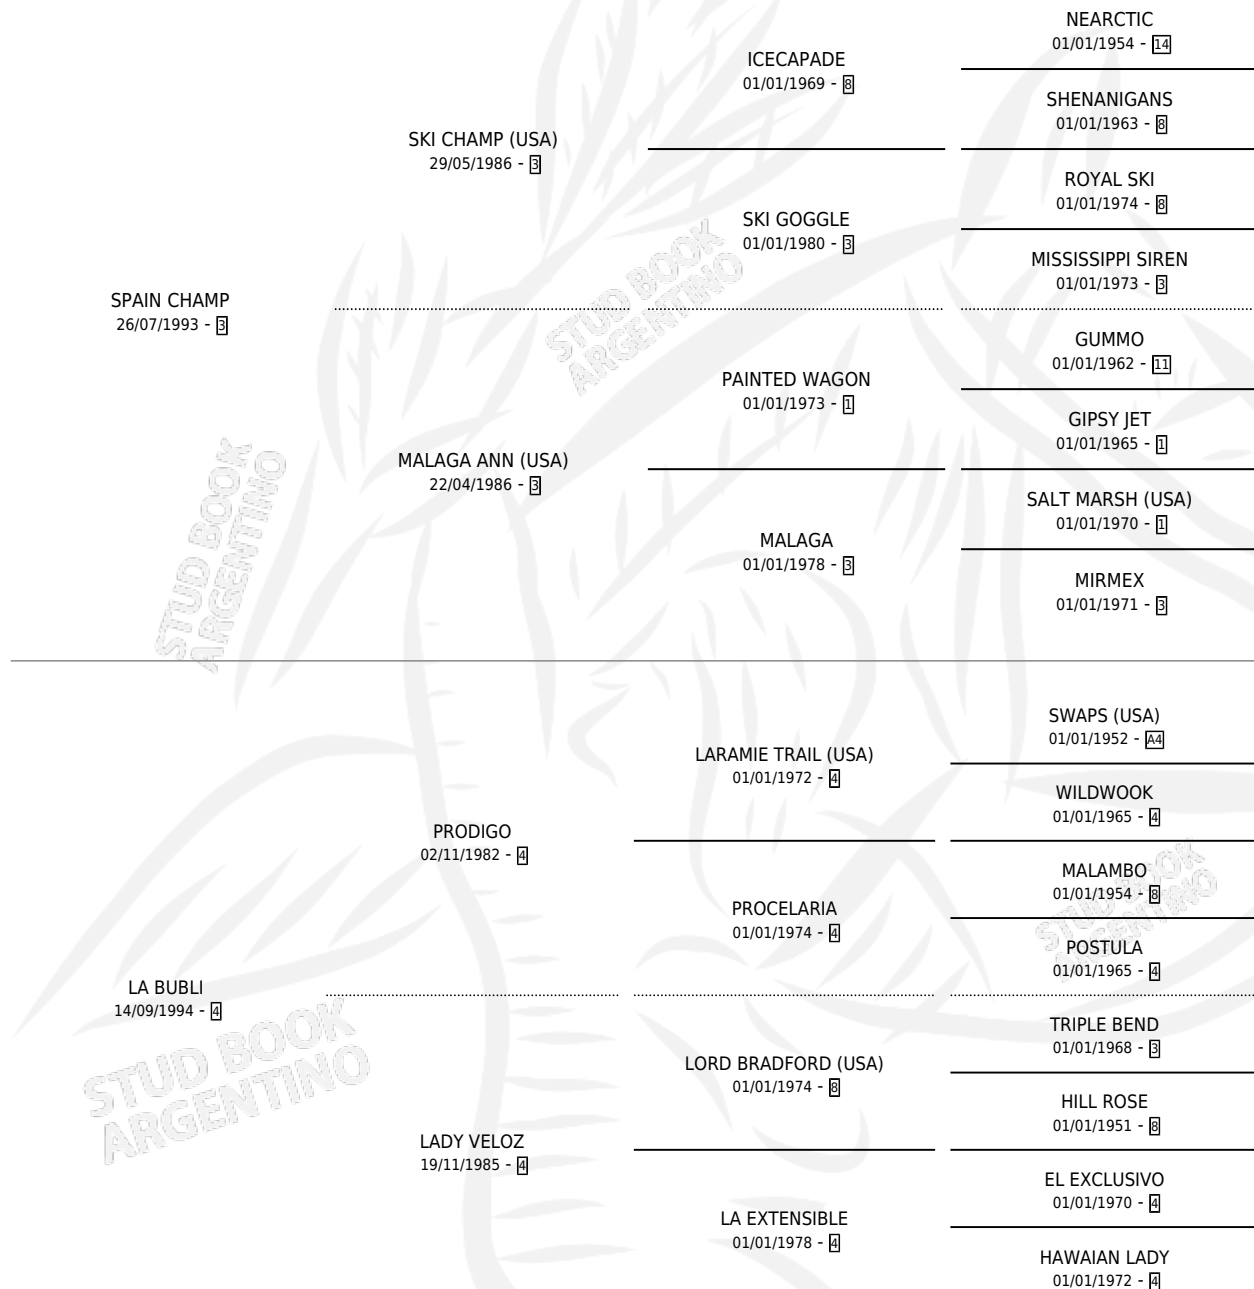 NEARCTIC
01/01/1954 - 14
ICECAPADE
01/01/1969 - 8
SHENANIGANS
01/01/1963 - 8
SKI CHAMP (USA)
29/05/1986 - 3
ROYAL SKI
01/01/1974 - 8
SKI GOGGLE
01/01/1980 - 3
MISSISSIPPI SIREN
01/01/1973 - 3
SPAIN CHAMP
26/07/1993 - 3
STUD BOOK
ARGENTINO
GUMMO
01/01/1962 - 11
PAINTED WAGON
01/01/1973 - 1
GIPSY JET
01/01/1965 - 1
MALAGA ANN (USA)
22/04/1986 - 3
SALT MARSH (USA)
01/01/1970 - 1
MALAGA
01/01/1978 - 3
MIRMEX
01/01/1971 - 3
STUD BOOK
ARGENTINO
SWAPS (USA)
01/01/1952 - A4
LARAMIE TRAIL (USA)
01/01/1972 - 4
WILDWOOK
01/01/1965 - 4
PRODIGO
02/11/1982 - 4
MALAMBO
01/01/1954 - 8
PROCELARIA
01/01/1974 - 4
STUD BOOK
ARGENTINO
POSTULA
01/01/1965 - 4
LA BUBLI
14/09/1994 - 4
STUD BOOK
ARGENTINO
TRIPLE BEND
01/01/1968 - 3
LORD BRADFORD (USA)
01/01/1974 - 8
HILL ROSE
01/01/1951 - 8
LADY VELOZ
19/11/1985 - 4
EL EXCLUSIVO
01/01/1970 - 4
LA EXTENSIBLE
01/01/1978 - 4
HAWAIAN LADY
01/01/1972 - 4